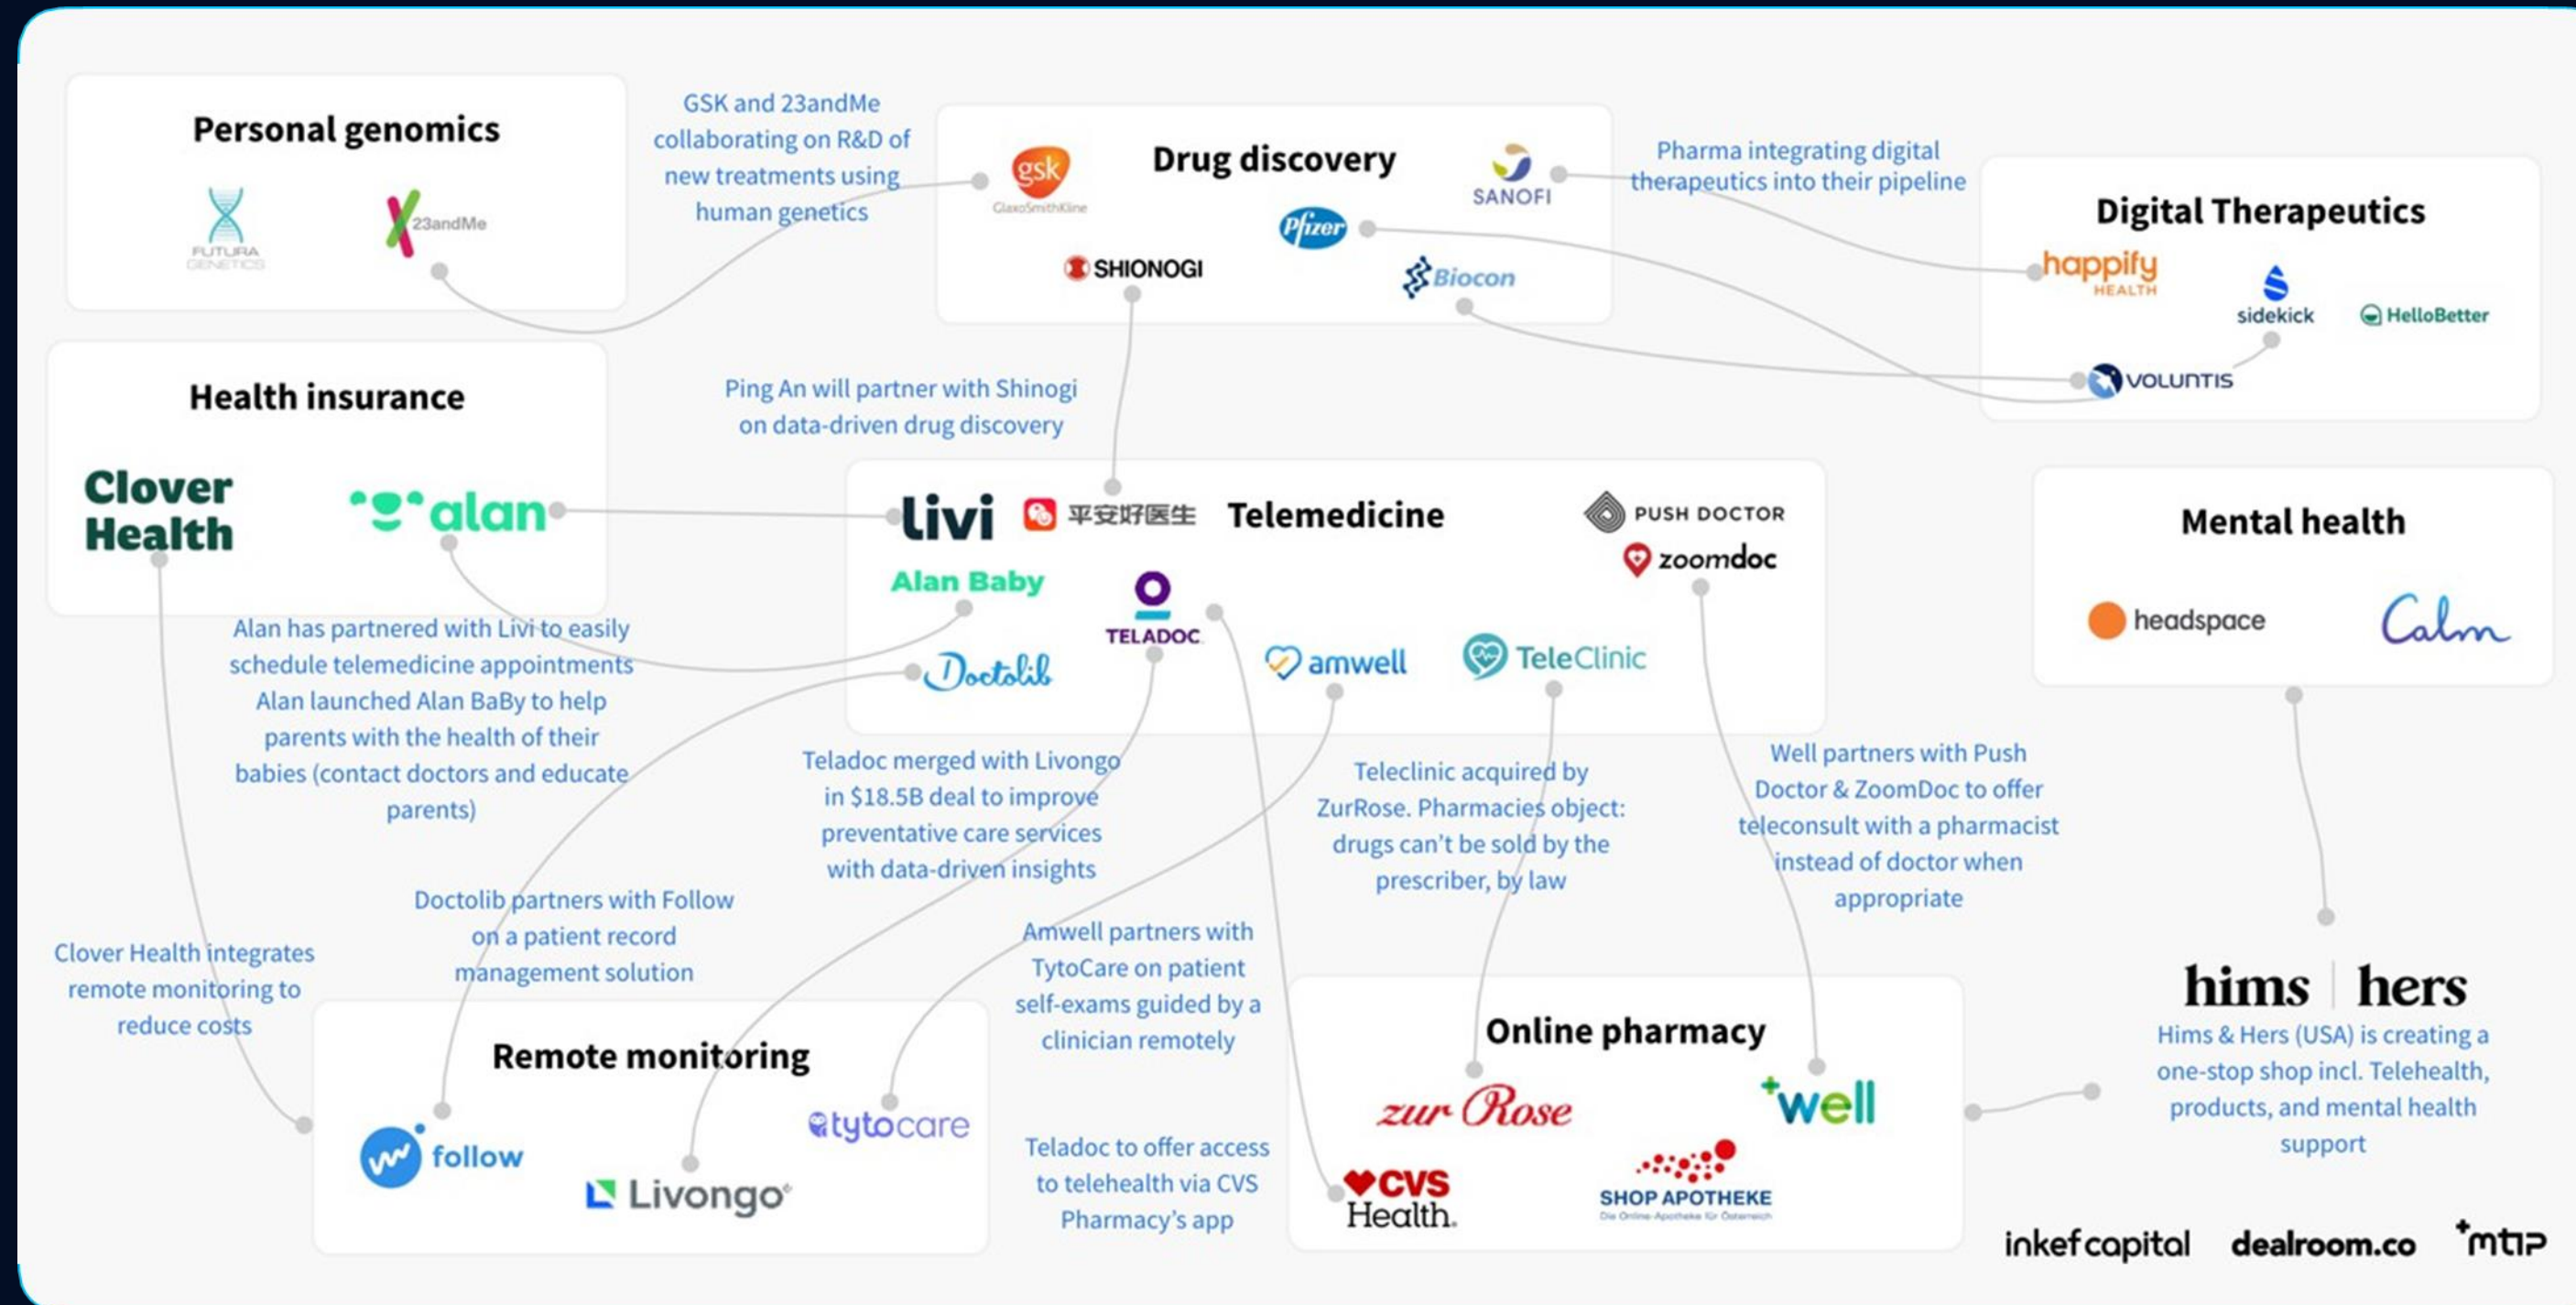 Personal genomics
FUTURA
GENETICS
23andMe
GSK and 23andMe
collaborating on R&D of
new treatments using
human genetics
Drug discovery
gsk
GlaxoSmithKline
SANOFI
Pfizer
SHIONOGI
Biocon
Pharma integrating digital
therapeutics into their pipeline
Digital Therapeutics
happify
HEALTH
sidekick
HelloBetter
VOLUNTIS
Health insurance
Clover
Health
alan
Ping An will partner with Shinogi
on data-driven drug discovery
Livi
平安好医生
Telemedicine
PUSH DOCTOR
zoomdoc
Alan Baby
TELADOC
Doctolib
amwell
TeleClinic
Mental health
headspace
Calm
Alan has partnered with Livi to easily
schedule telemedicine appointments
Alan launched Alan BaBy to help
parents with the health of their
babies (contact doctors and educate
parents)
Teladoc merged with Livongo
in $18.5B deal to improve
preventative care services
with data-driven insights
Teleclinic acquired by
ZurRose. Pharmacies object:
drugs can't be sold by the
prescriber, by law
Well partners with Push
Doctor & ZoomDoc to offer
teleconsult with a pharmacist
instead of doctor when
appropriate
Doctolib partners with Follow
on a patient record
management solution
Clover Health integrates
remote monitoring to
reduce costs
Amwell partners with
TytoCare on patient
self-exams guided by a
clinician remotely
Remote monitoring
follow
Livongo
tytocare
Teladoc to offer access
to telehealth via CVS
Pharmacy's app
Online pharmacy
zur Rose
well
CVS
Health.
SHOP APOTHEKE
Die Online-Apotheke für Österreich
hims | hers
Hims & Hers (USA) is creating a
one-stop shop incl. Telehealth,
products, and mental health
support
inkef capital
dealroom.co
mtip